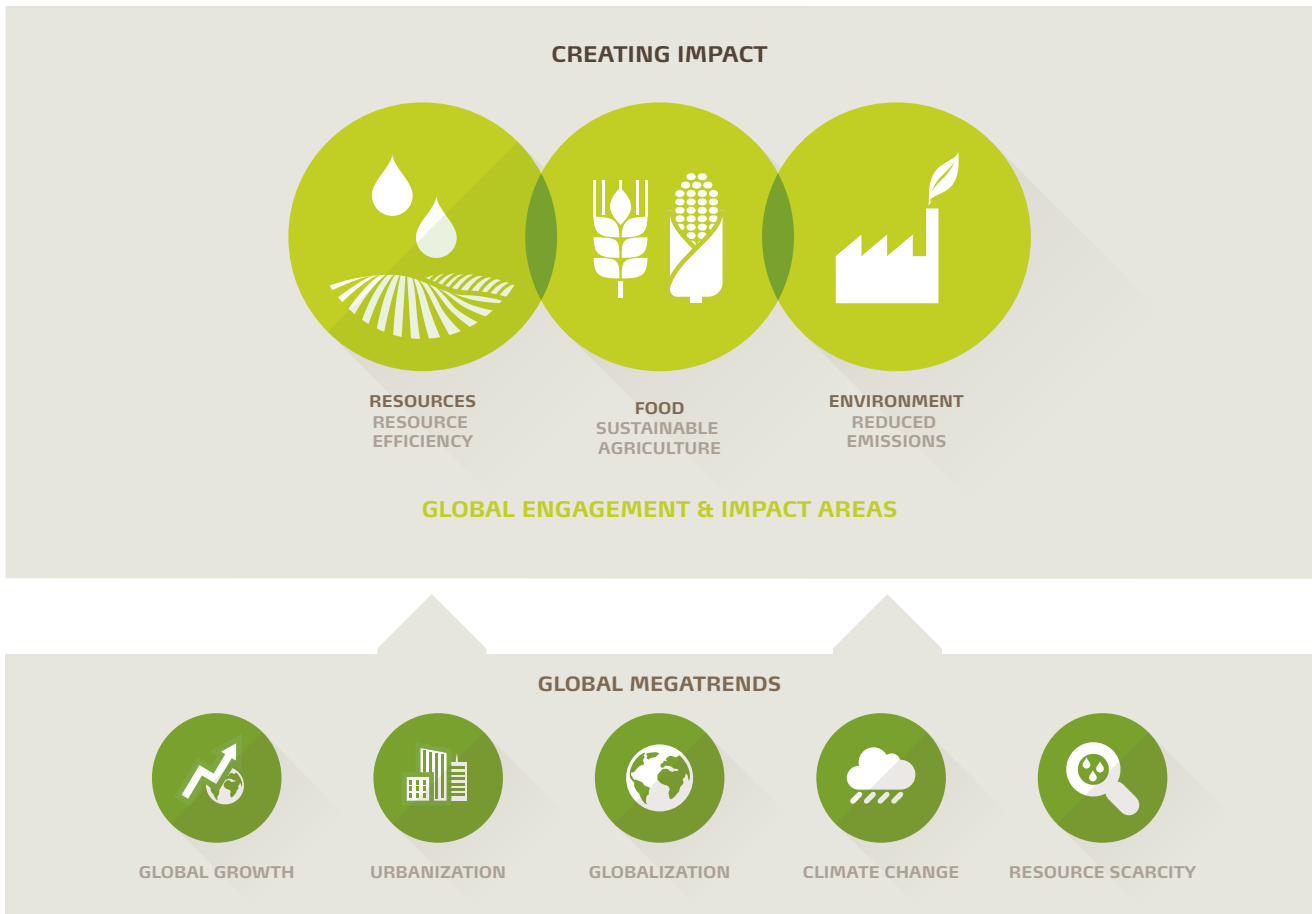 CREATING IMPACT
RESOURCES
RESOURCE
EFFICIENCY
FOOD
SUSTAINABLE
AGRICULTURE
ENVIRONMENT
REDUCED
EMISSIONS
GLOBAL ENGAGEMENT & IMPACT AREAS
GLOBAL MEGATRENDS
GLOBAL GROWTH
URBANIZATION
GLOBALIZATION
CLIMATE CHANGE
RESOURCE SCARCITY